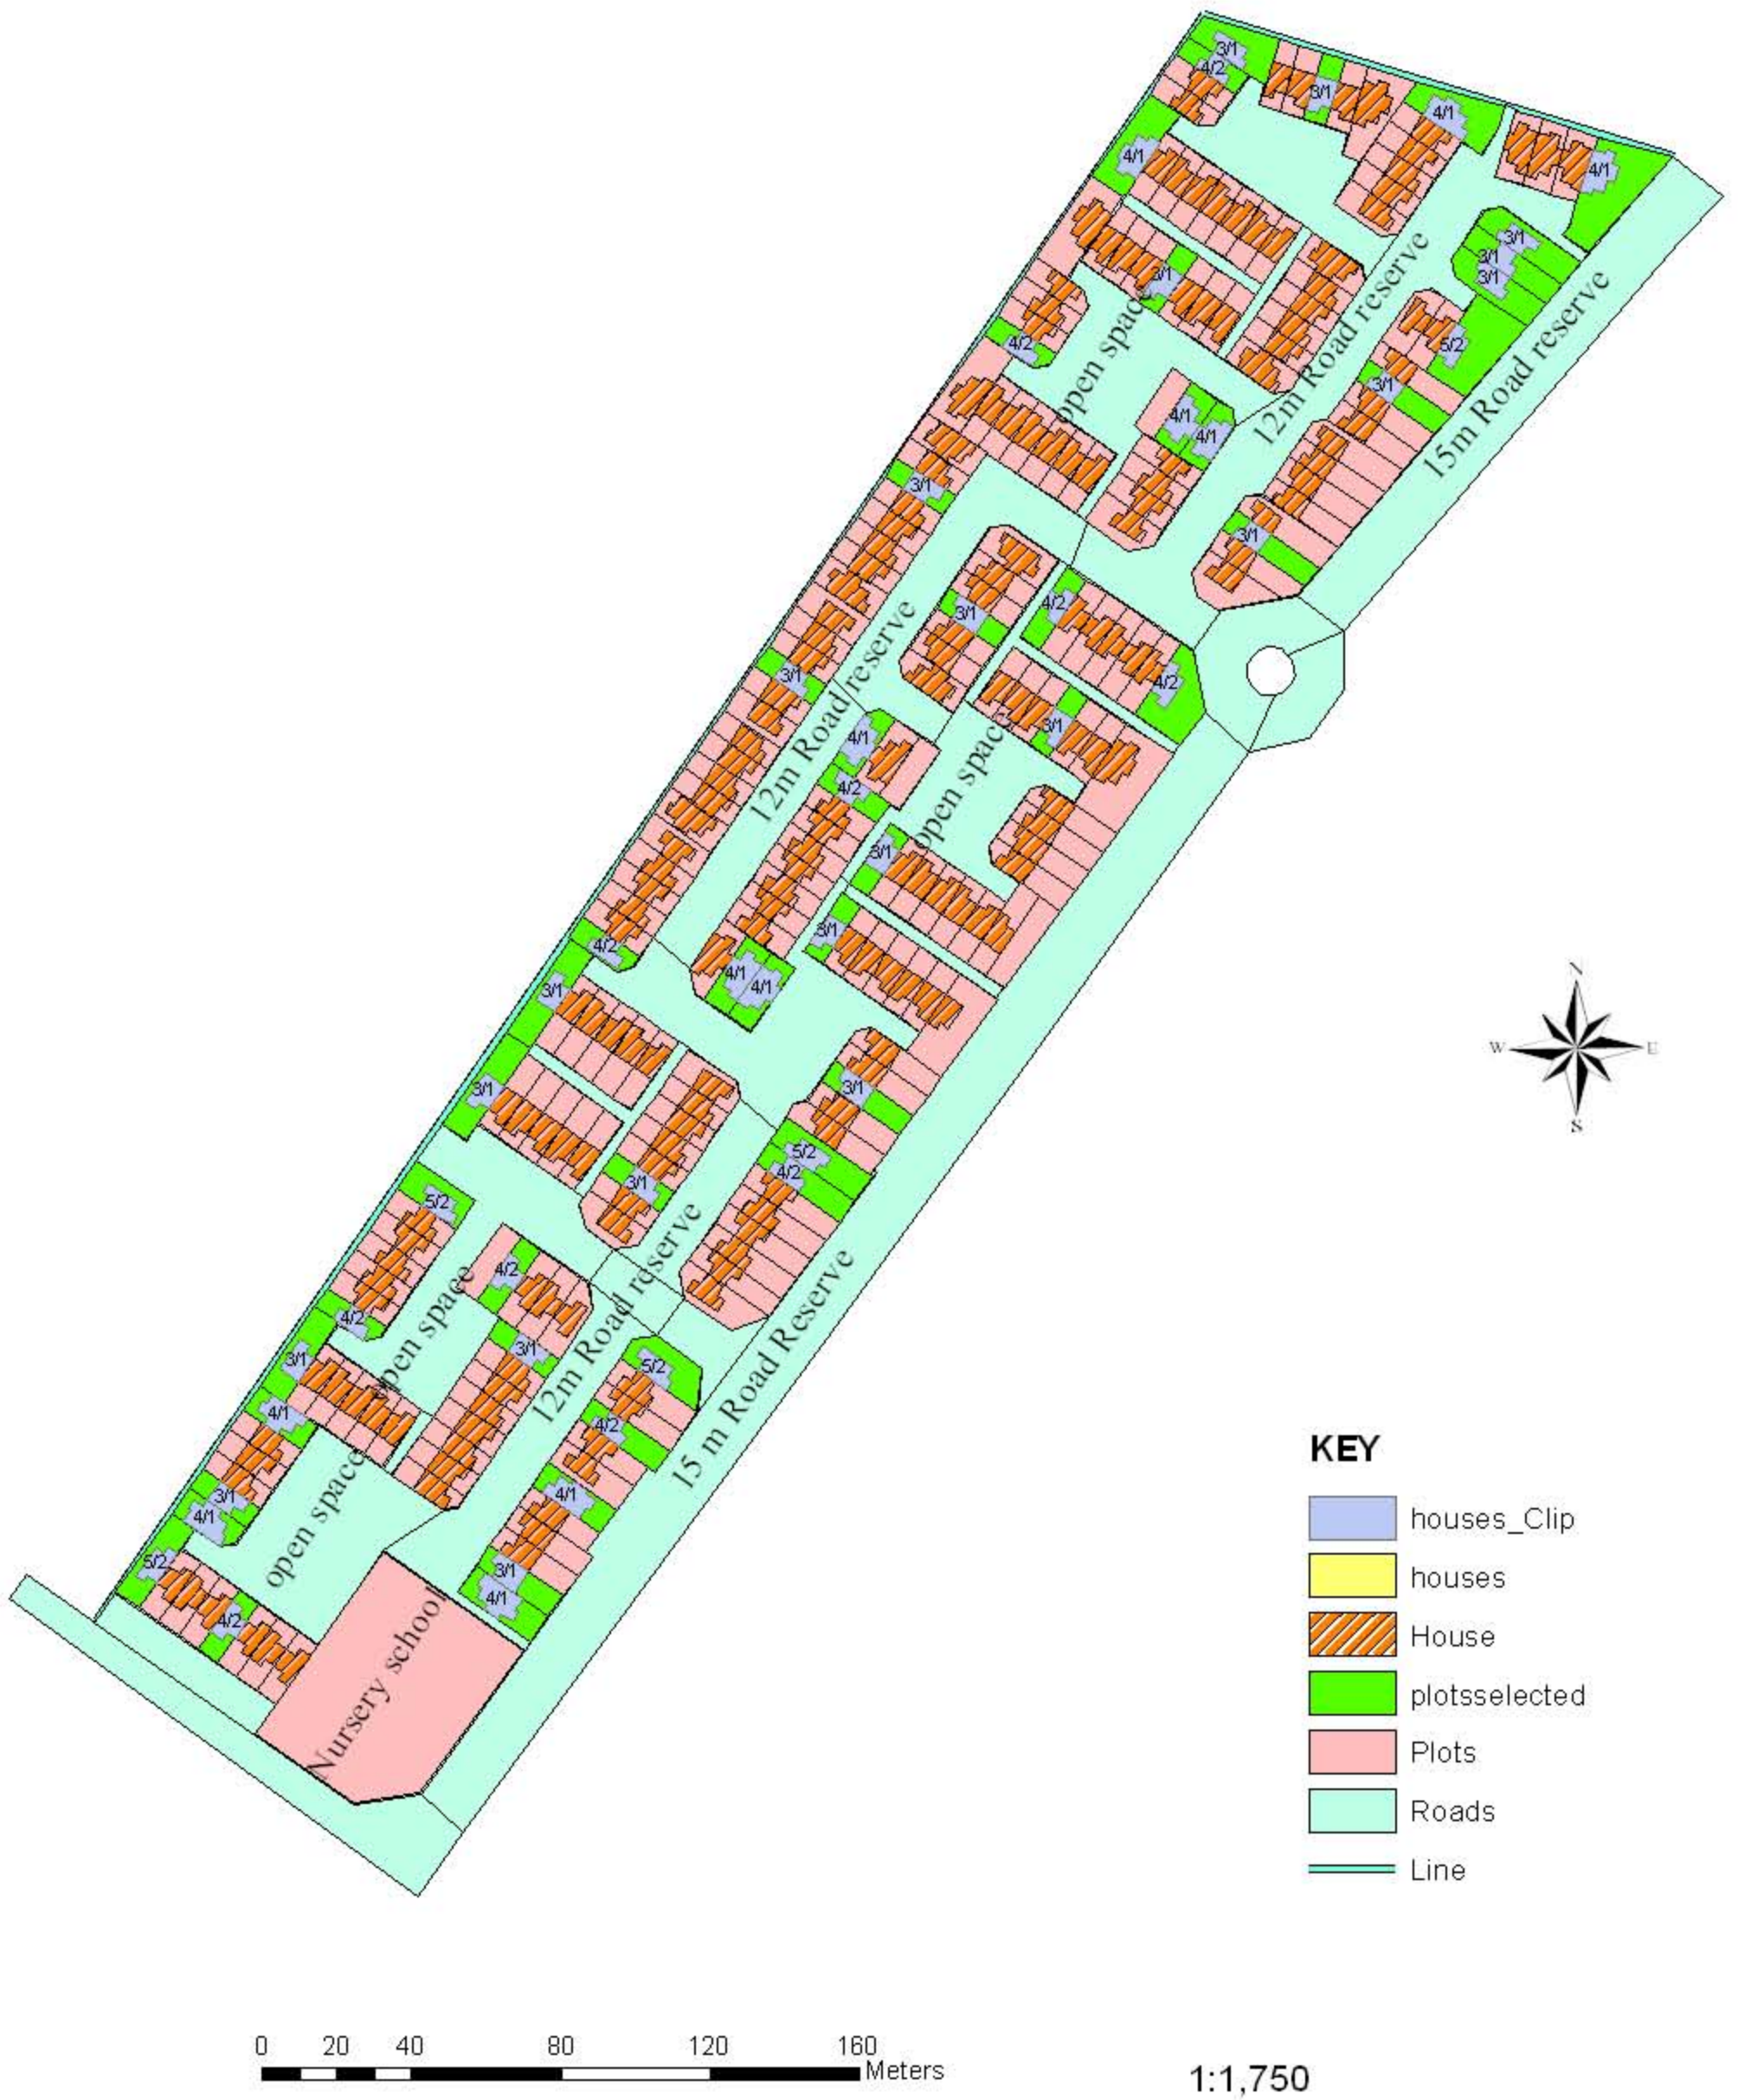 3/1
4/2
3/1
4/1
4/1
4/1
3/1
3/1
3/1
3/1
4/2
5/2
3/1
4/1
4/1
3/1
3/1
4/2
3/1
4/2
3/1
3/1
4/1
4/2
3/1
3/1
4/2
4/1
4/1
3/1
3/1
3/1
5/2
4/2
3/1
5/2
4/2
4/2
3/1
3/1
5/2
4/1
4/2
3/1
4/1
4/1
5/2
3/1
4/1
4/2
open space
12m Road reserve
15m Road reserve
12m Road/reserve
open space
open space
12m Road reserve
15 m Road Reserve
open space
Nursery school
N
W
E
S
KEY
houses_Clip
houses
House
plotsselected
Plots
Roads
Line
0 20 40 80 120 160
Meters
1:1,750